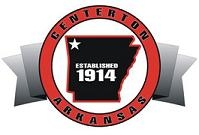 CENTERTON
ESTABLISHED
1914
ARKANSAS